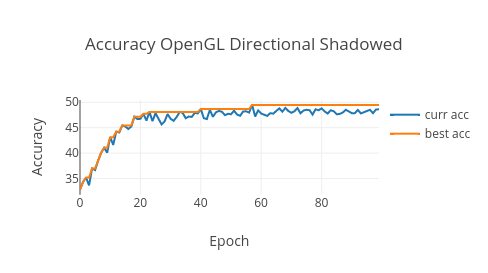 Accuracy OpenGL Directional Shadowed
50
45
40
35
0 20 40 60 80
Accuracy
Epoch
curr acc
best acc